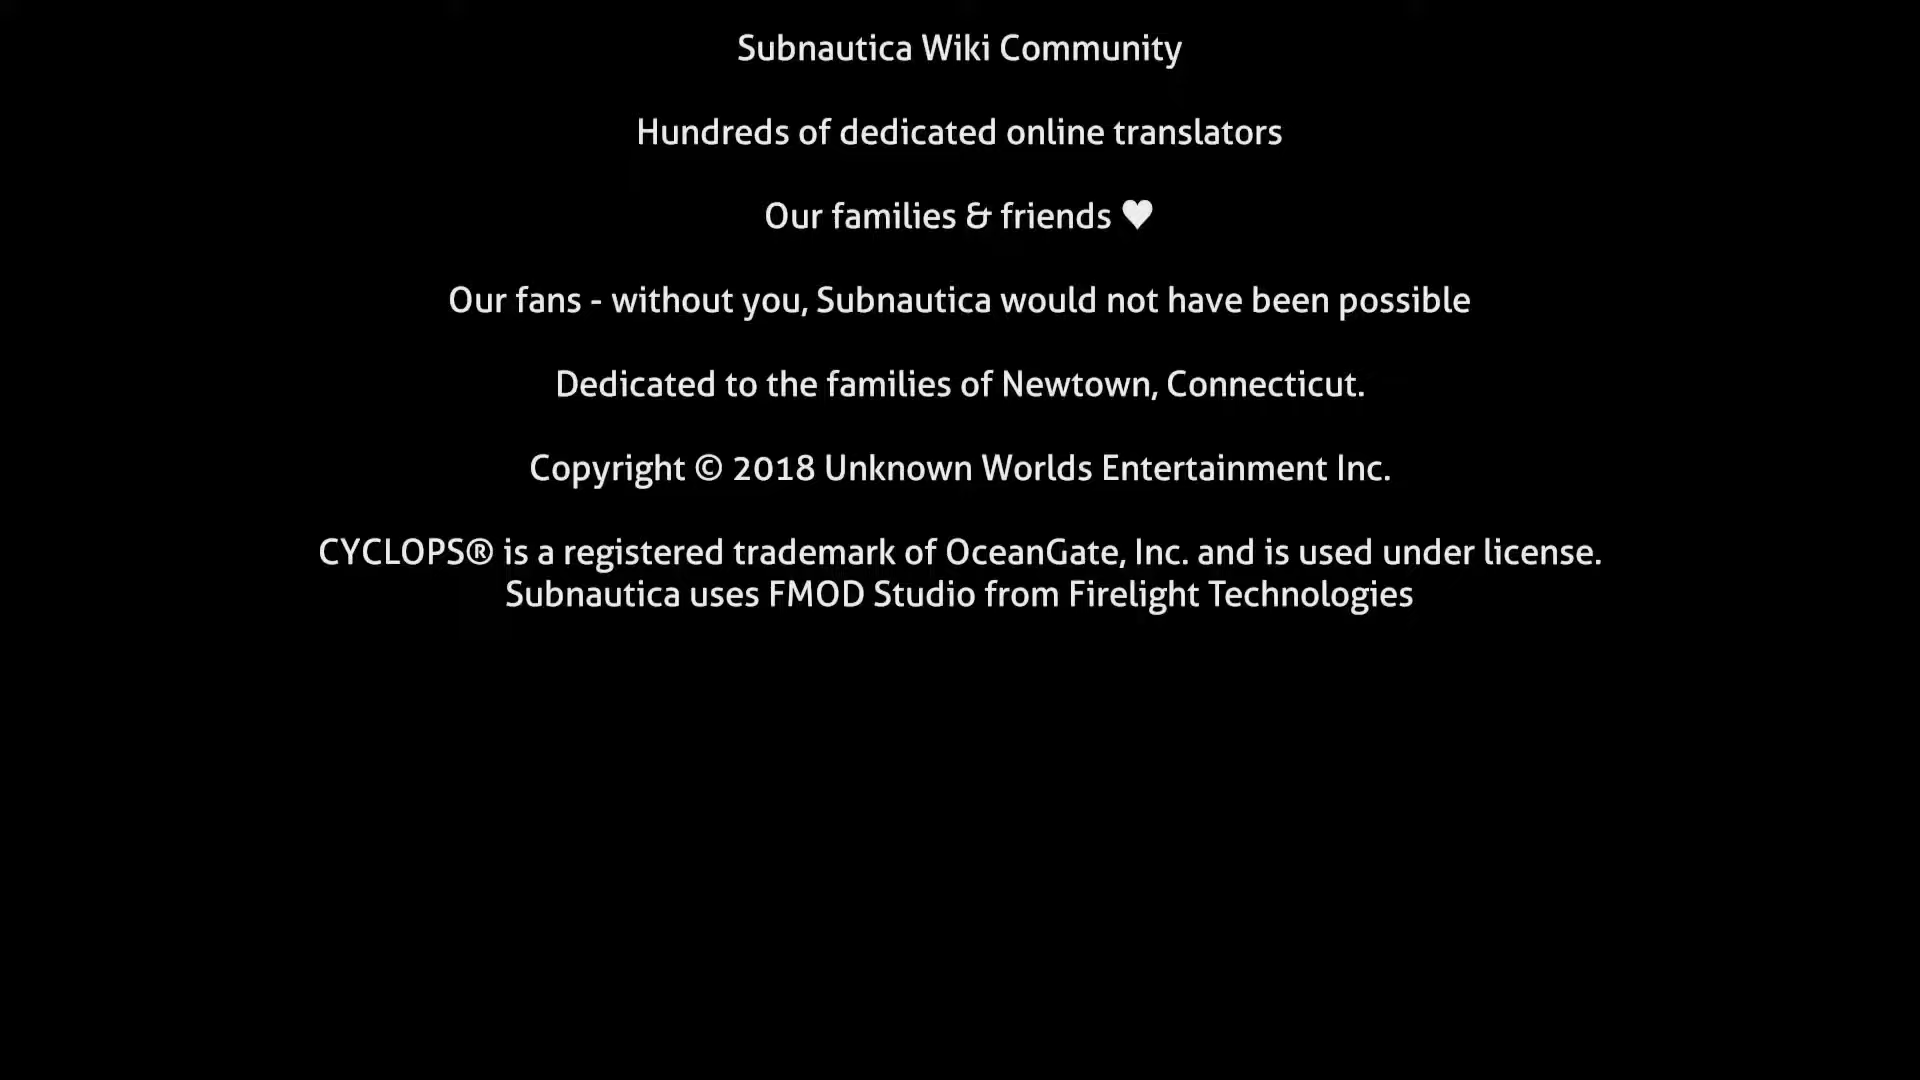 Subnautica Wiki Community
Hundreds of dedicated online translators
Our families & friends ♥
Our fans - without you, Subnautica would not have been possible
Dedicated to the families of Newtown, Connecticut.
Copyright © 2018 Unknown Worlds Entertainment Inc.
CYCLOPS® is a registered trademark of OceanGate, Inc. and is used under license.
Subnautica uses FMOD Studio from Firelight Technologies